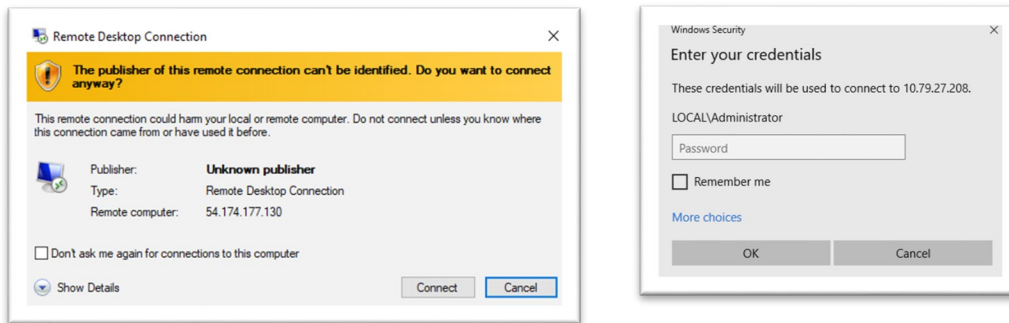 Remote Desktop Connection
The publisher of this remote connection can't be identified. Do you want to connect
anyway?
This remote connection could harm your local or remote computer. Do not connect unless you know where
this connection came from or have used it before.
Publisher: Unknown publisher
Type: Remote Desktop Connection
Remote computer: 54.174.177.130
Don't ask me again for connections to this computer
Show Details
Connect
Cancel
Windows Security
Enter your credentials
These credentials will be used to connect to 10.79.27.208.
LOCAL\Administrator
Password
Remember me
More choices
OK
Cancel